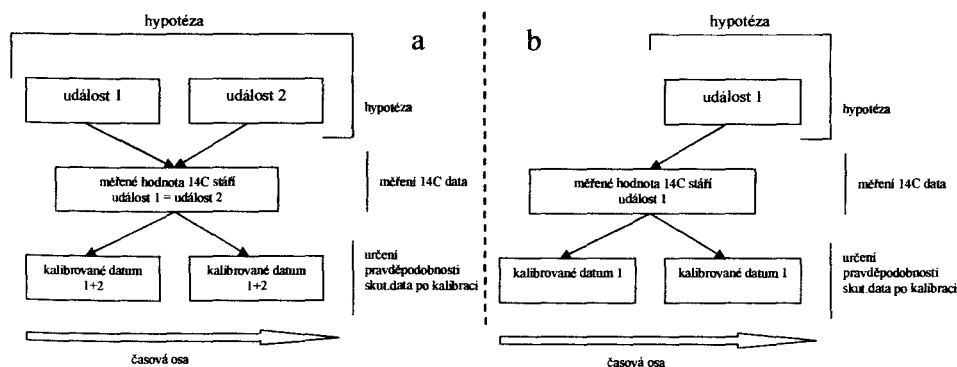 hypotéza
a
událost 1
událost 2
hypotéza
měřené hodnota 14C stáří
událost 1 = událost 2
měření 14C data
kalibrované datum
1+2
kalibrované datum
1+2
určení
pravděpodobnosti
skut.data po kalibraci
časová osa
hypotéza
b
událost 1
hypotéza
měřené hodnota 14C stáří
událost 1
měření 14C data
kalibrované datum 1
kalibrované datum 1
určení
pravděpodobnosti
skut.data po kalibraci
časová osa